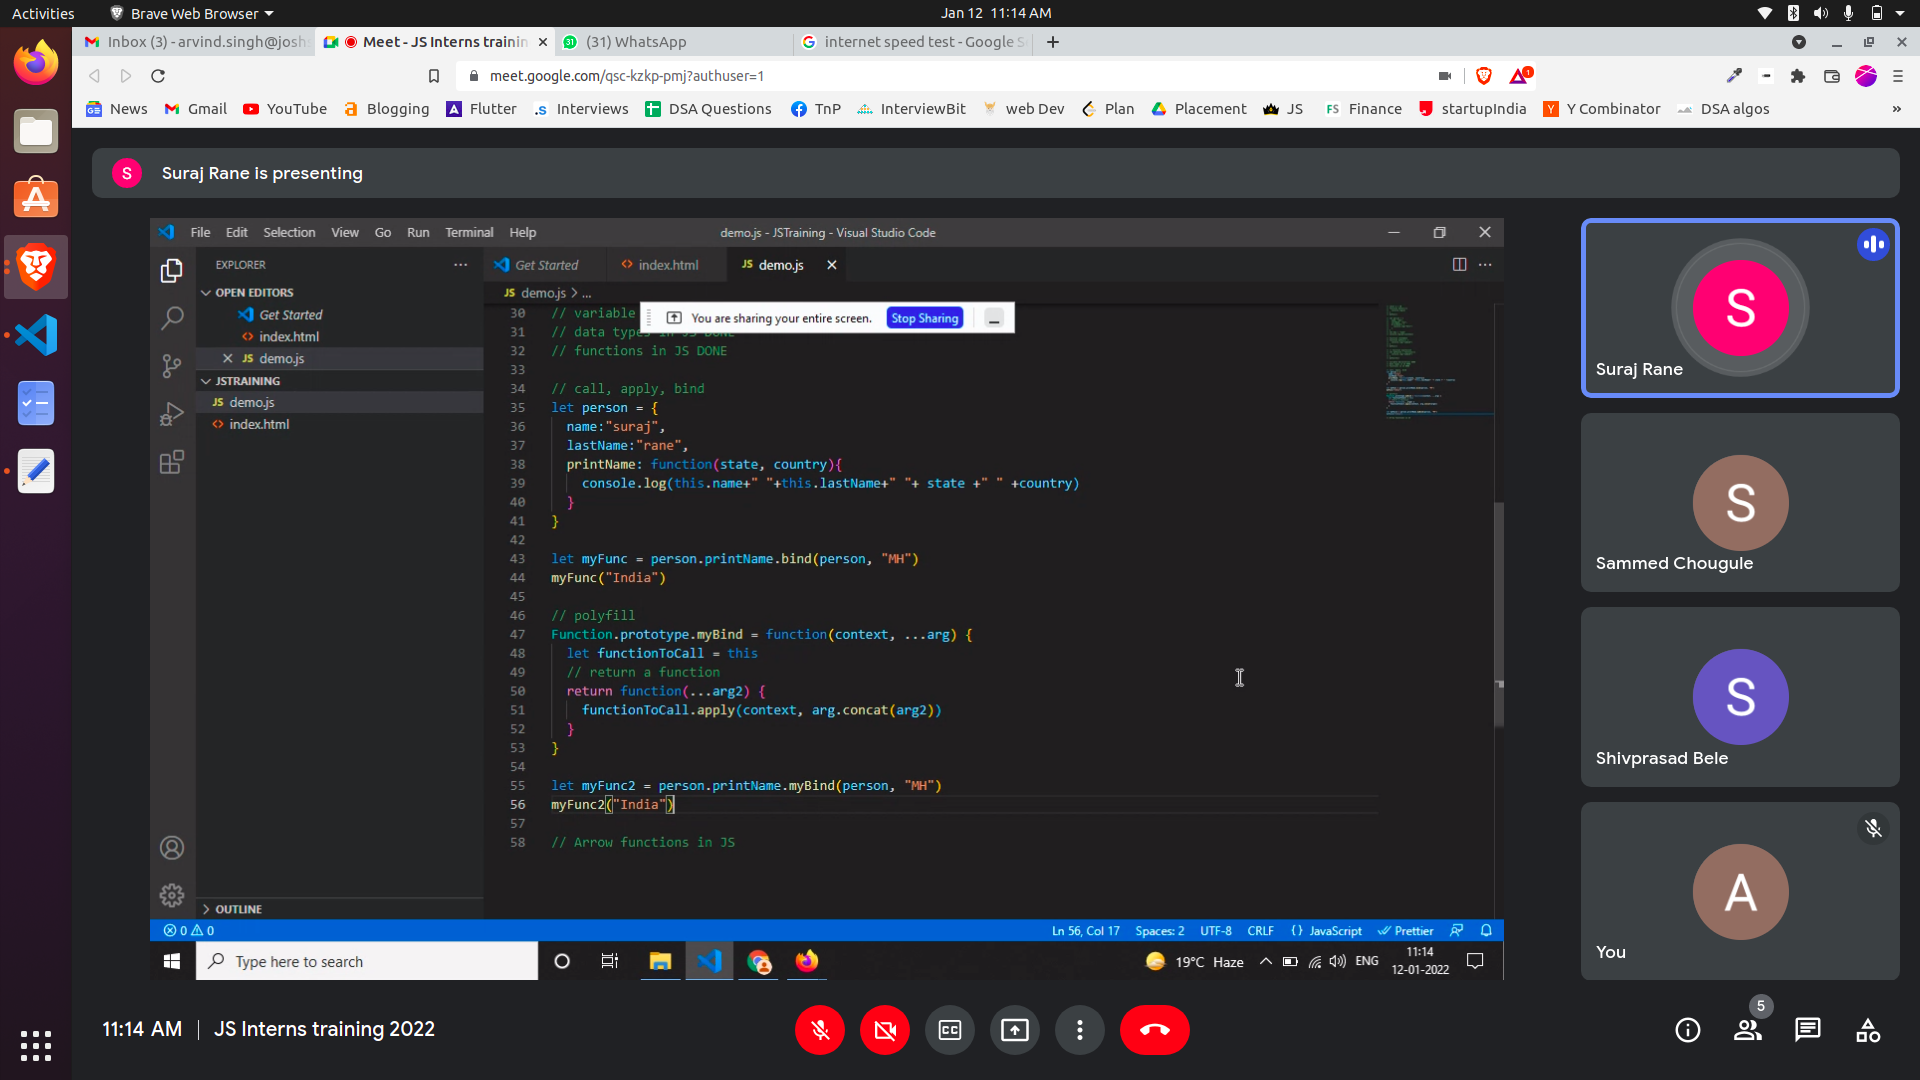 Activities
Brave Web Browser
Jan 12 11:14 AM
Inbox (3) - arvind.singh@josh
Meet - JS Interns trainin
(31) WhatsApp
internet speed test - Google S
meet.google.com/qsc-kzkp-pmj?authuser=1
1
News
Gmail
YouTube
Blogging
Flutter
Interviews
DSA Questions
TnP
InterviewBit
web Dev
Plan
Placement
JS
Finance
startupIndia
Y Combinator
DSA algos
»
S
Suraj Rane is presenting
File Edit Selection View Go Run Terminal Help
demo.js - JSTraining - Visual Studio Code
EXPLORER
Get Started
index.html
JS demo.js
JS demo.js > ...
OPEN EDITORS
Get Started
index.html
JS demo.js
JSTRAINING
JS demo.js
index.html
You are sharing your entire screen.
Stop Sharing
30 // variable
31 // data types in JS DONE
32 // functions in JS DONE
33
34 // call, apply, bind
35 let person = {
36 name:"suraj",
37 lastName:"rane",
38 printName: function(state, country){
39 console.log(this.name+" "+this.lastName+" "+ state +" " +country)
40 }
41 }
42
43 let myFunc = person.printName.bind(person, "MH")
44 myFunc("India")
45
46 // polyfill
47 Function.prototype.myBind = function(context, ...arg) {
48 let functionToCall = this
49 // return a function
50 return function(...arg2) {
51 functionToCall.apply(context, arg.concat(arg2))
52 }
53 }
54
55 let myFunc2 = person.printName.myBind(person, "MH")
56 myFunc2("India")
57
58 // Arrow functions in JS
OUTLINE
0 0
Ln 56, Col 17
Spaces: 2
UTF-8
CRLF
{} JavaScript
Prettier
Type here to search
19°C Haze
ENG
11:14
12-01-2022
S
Suraj Rane
S
Sammed Chougule
S
Shivprasad Bele
A
You
11:14 AM | JS Interns training 2022
CC
5